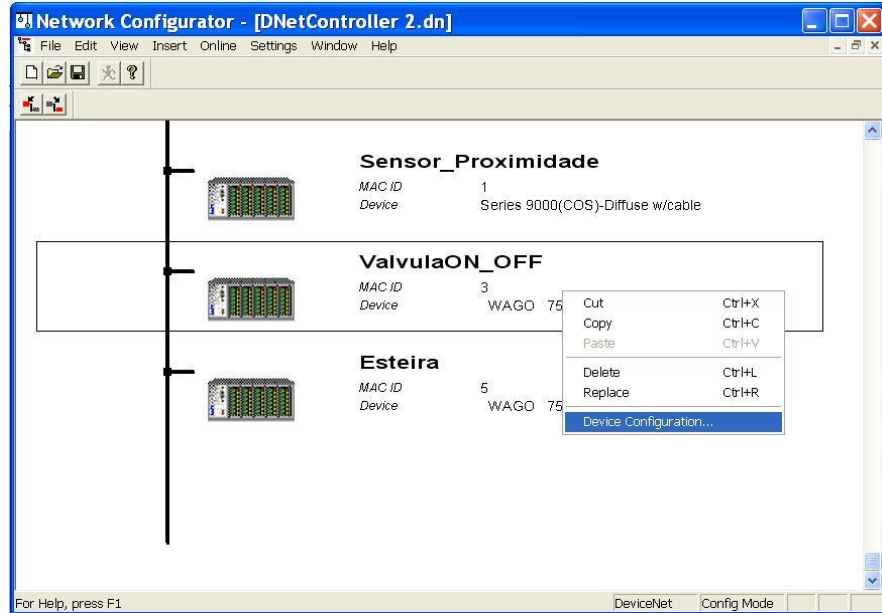 Network Configurator - [DNetController 2.dn]
File Edit View Insert Online Settings Window Help
Sensor_Proximidade
MAC ID 1
Device Series 9000(COS)-Diffuse w/cable
ValvulaON_OFF
MAC ID 3
Device WAGO 75
Cut Ctrl+X
Copy Ctrl+C
Paste Ctrl+V
Delete Ctrl+L
Replace Ctrl+R
Device Configuration...
Esteira
MAC ID 5
Device WAGO 75
For Help, press F1 DeviceNet Config Mode